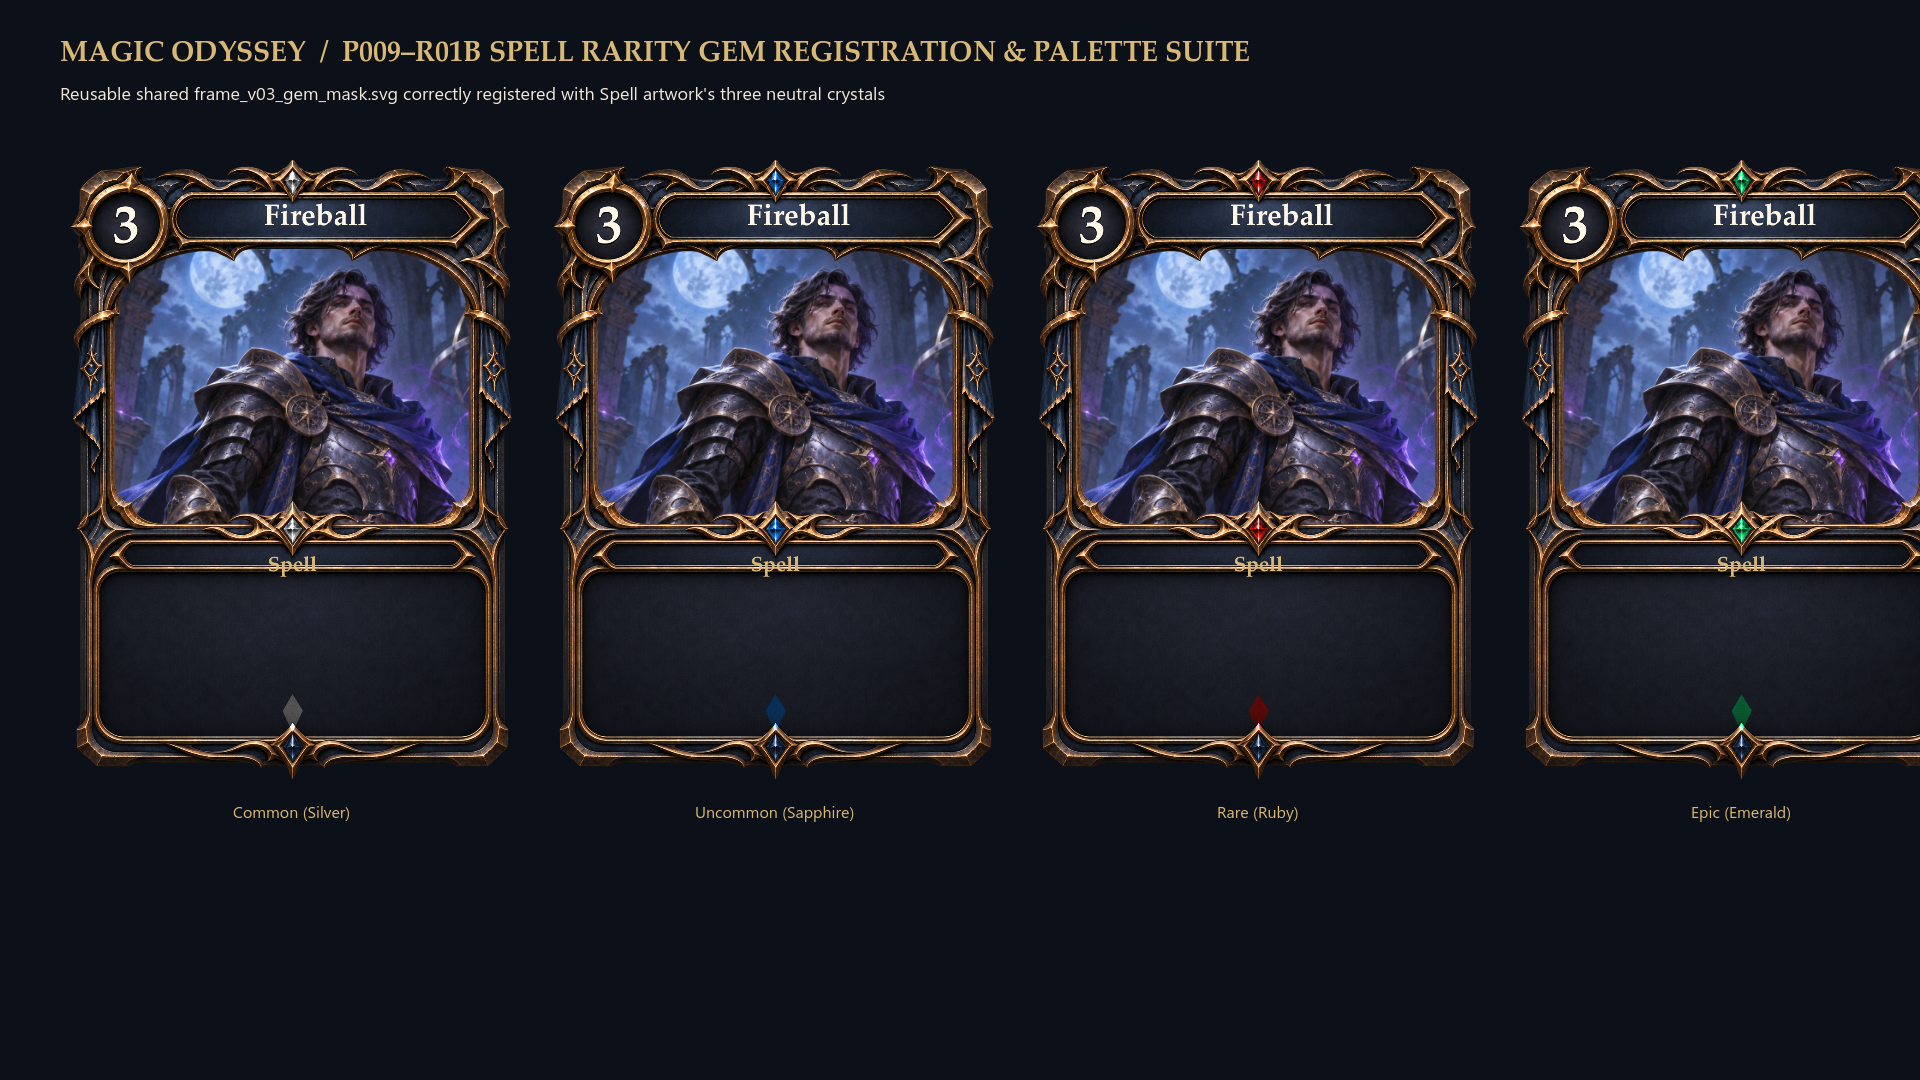 MAGIC ODYSSEY / P009–R01B SPELL RARITY GEM REGISTRATION & PALETTE SUITE
Reusable shared frame_v03_gem_mask.svg correctly registered with Spell artwork's three neutral crystals
3 Fireball
Spell
Common (Silver)
3 Fireball
Spell
Uncommon (Sapphire)
3 Fireball
Spell
Rare (Ruby)
3 Fireball
Spell
Epic (Emerald)